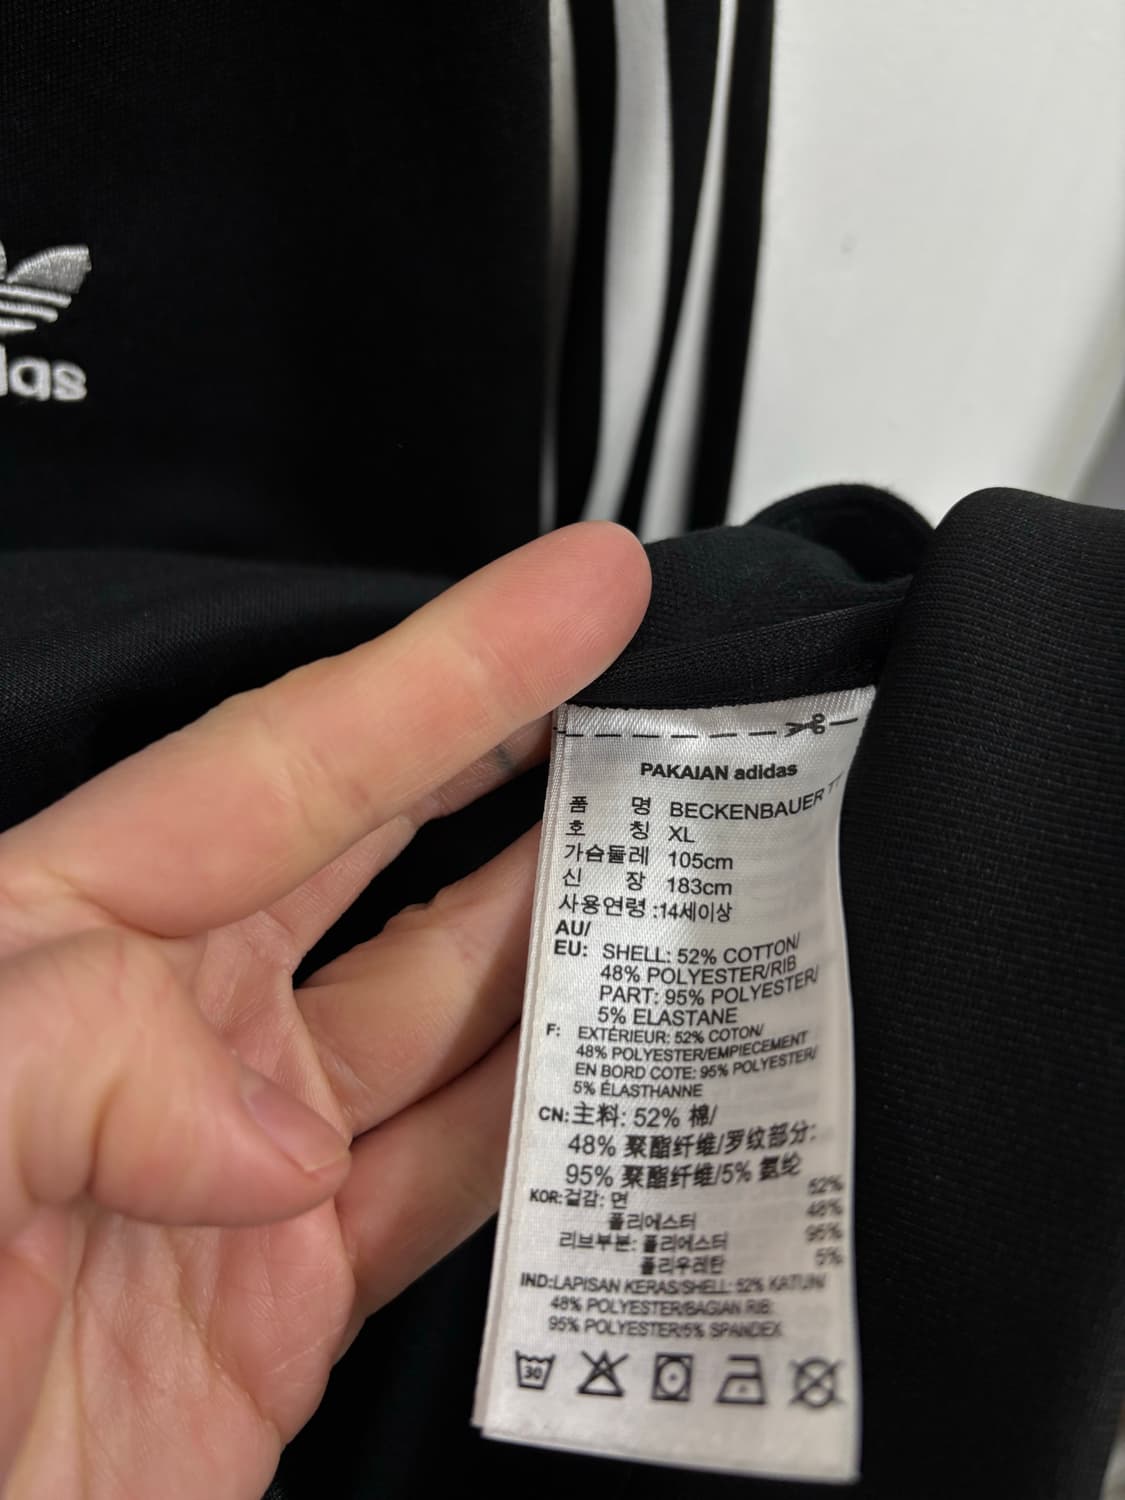 PAKAIAN adidas
품 명 BECKENBAUER TT
호 칭 XL
가슴둘레 105cm
신 장 183cm
사용연령 :14세이상
AU/
EU: SHELL: 52% COTTON/
48% POLYESTER/RIB
PART: 95% POLYESTER/
5% ELASTANE
F: EXTÉRIEUR: 52% COTON/
48% POLYESTER/EMPIECEMENT
EN BORD COTE: 95% POLYESTER/
5% ÉLASTHANNE
CN:主料: 52% 棉/
48% 聚酯纤维/罗纹部分:
95% 聚酯纤维/5% 氨纶
KOR:겉감: 면 52%
폴리에스터 48%
리브부분: 폴리에스터 95%
폴리우레탄 5%
IND:LAPISAN KERAS/SHELL: 52% KATUN/
48% POLYESTER/BAGIAN RIB:
95% POLYESTER/5% SPANDEX
30